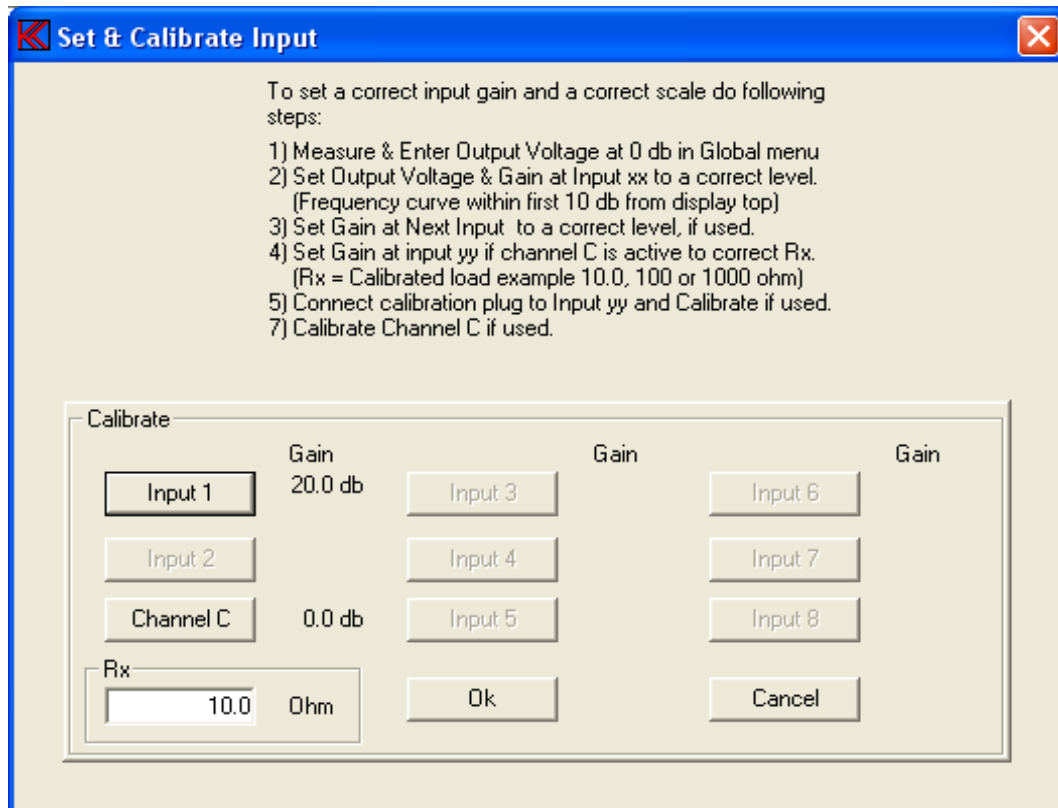 Set & Calibrate Input
To set a correct input gain and a correct scale do following
steps:
1) Measure & Enter Output Voltage at 0 db in Global menu
2) Set Output Voltage & Gain at Input xx to a correct level.
(Frequency curve within first 10 db from display top)
3) Set Gain at Next Input to a correct level, if used.
4) Set Gain at input yy if channel C is active to correct Rx.
(Rx = Calibrated load example 10.0, 100 or 1000 ohm)
5) Connect calibration plug to Input yy and Calibrate if used.
7) Calibrate Channel C if used.
Calibrate
Gain Gain Gain
Input 1 20.0 db Input 3 Input 6
Input 2 Input 4 Input 7
Channel C 0.0 db Input 5 Input 8
Rx
10.0 Ohm Ok Cancel